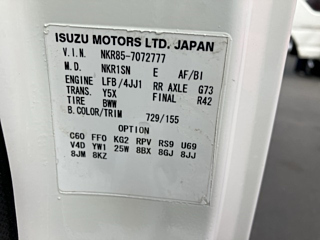 ISUZU MOTORS LTD. JAPAN
V.I.N. NKR85-7072777
M.D. NKR1SN E AF/BI
ENGINE LFB/4JJ1 RR AXLE G73
TRANS. Y5X FINAL R42
TIRE BWW
B.COLOR/TRIM 729/155
OPTION
C60 FF0 KG2 RPV RS9 U69
V4D YW1 25W 8BX 8GJ 8JJ
8JM 8KZ